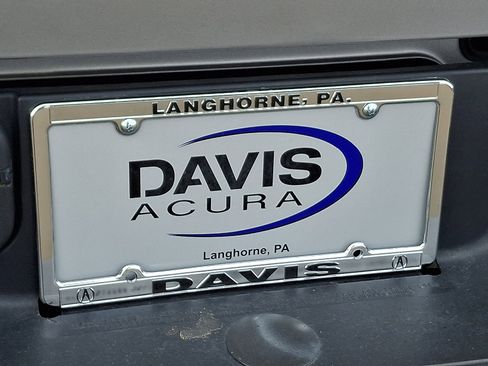 LANGHORNE, PA.
DAVIS
ACURA
Langhorne, PA
DAVIS